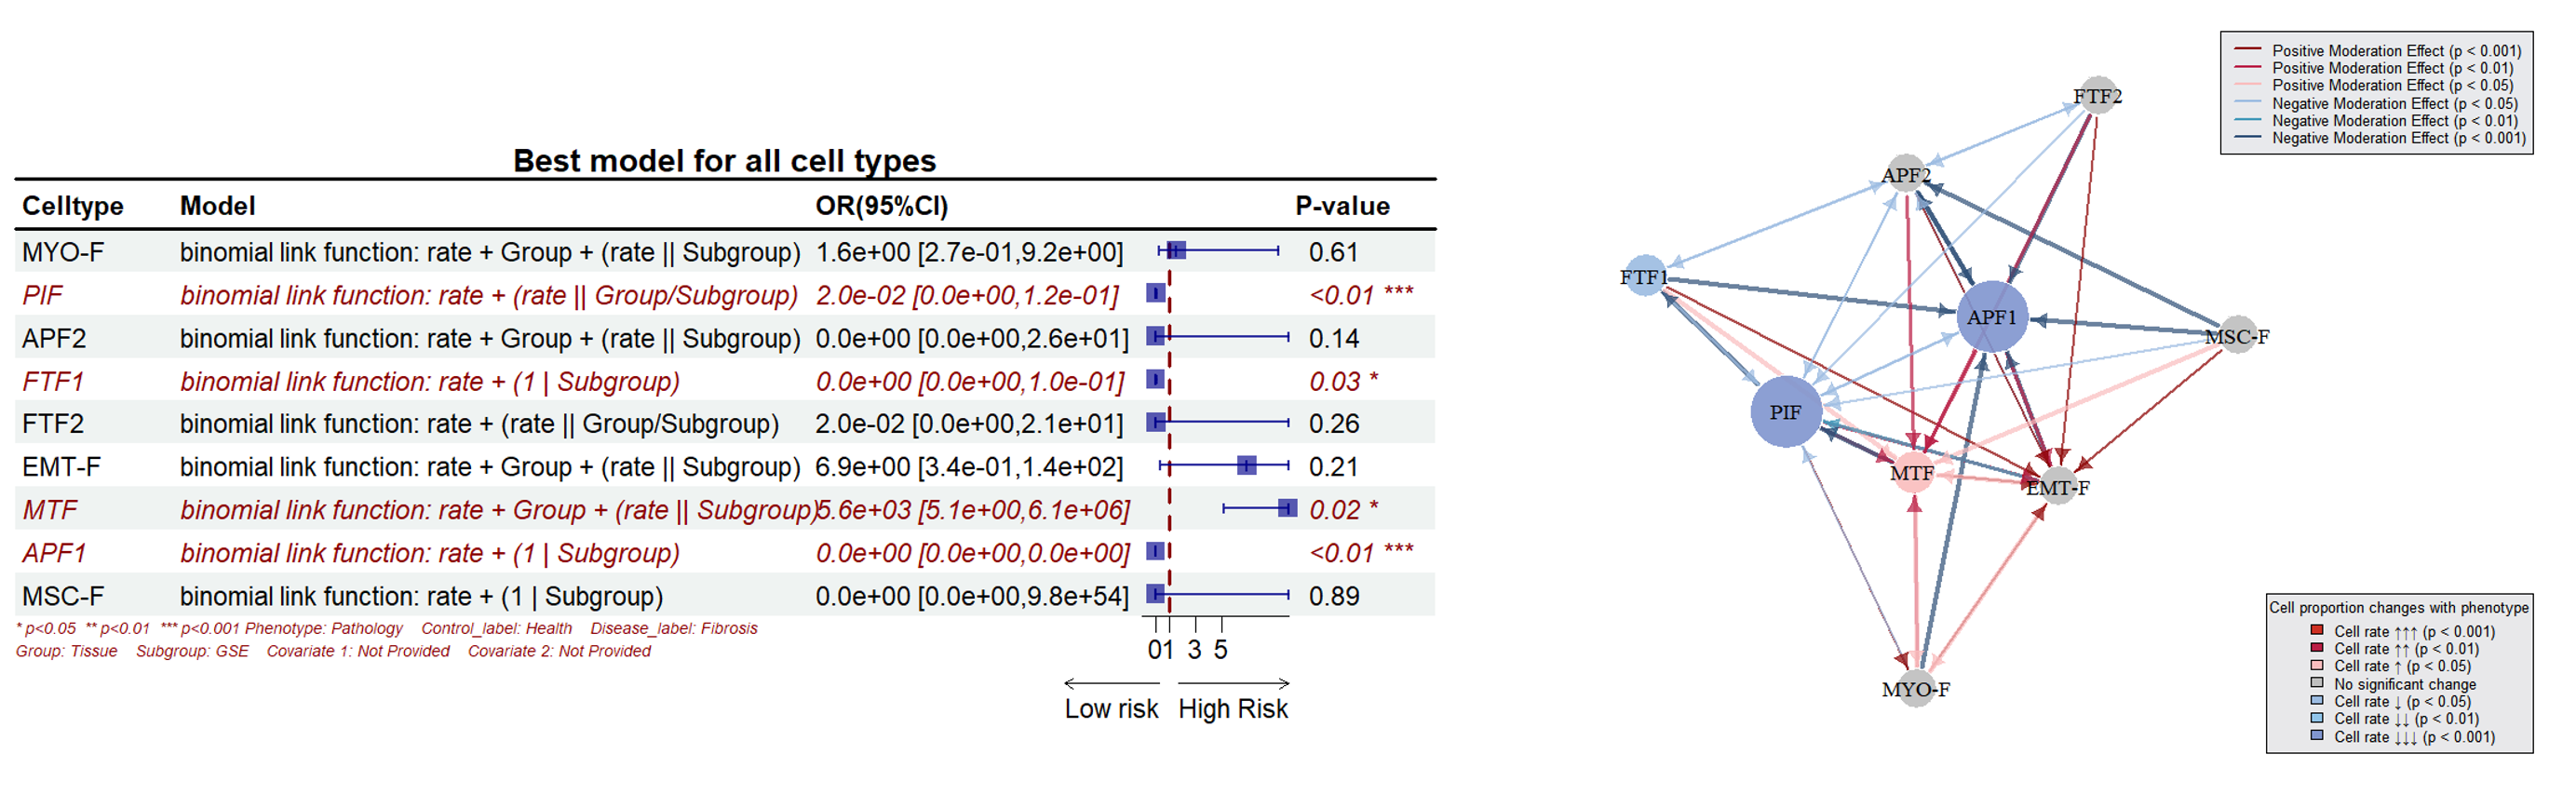 Best model for all cell types
Celltype Model OR(95%CI) P-value
MYO-F binomial link function: rate + Group + (rate || Subgroup) 1.6e+00 [2.7e-01,9.2e+00] 0.61
PIF binomial link function: rate + (rate || Group/Subgroup) 2.0e-02 [0.0e+00,1.2e-01] <0.01 ***
APF2 binomial link function: rate + Group + (rate || Subgroup) 0.0e+00 [0.0e+00,2.6e+01] 0.14
FTF1 binomial link function: rate + (1 | Subgroup) 0.0e+00 [0.0e+00,1.0e-01] 0.03 *
FTF2 binomial link function: rate + (rate || Group/Subgroup) 2.0e-02 [0.0e+00,2.1e+01] 0.26
EMT-F binomial link function: rate + Group + (rate || Subgroup) 6.9e+00 [3.4e-01,1.4e+02] 0.21
MTF binomial link function: rate + Group + (rate || Subgroup) 5.6e+03 [5.1e+00,6.1e+06] 0.02 *
APF1 binomial link function: rate + (1 | Subgroup) 0.0e+00 [0.0e+00,0.0e+00] <0.01 ***
MSC-F binomial link function: rate + (1 | Subgroup) 0.0e+00 [0.0e+00,9.8e+54] 0.89
* p<0.05 ** p<0.01 *** p<0.001 Phenotype: Pathology Control_label: Health Disease_label: Fibrosis
Group: Tissue Subgroup: GSE Covariate 1: Not Provided Covariate 2: Not Provided
0 1 3 5
Low risk High Risk
Positive Moderation Effect (p < 0.001)
Positive Moderation Effect (p < 0.01)
Positive Moderation Effect (p < 0.05)
Negative Moderation Effect (p < 0.05)
Negative Moderation Effect (p < 0.01)
Negative Moderation Effect (p < 0.001)
FTF2
APF2
FTF1
APF1
MSC-F
PIF
MTF
EMT-F
MYO-F
Cell proportion changes with phenotype
Cell rate ↑↑↑ (p < 0.001)
Cell rate ↑↑ (p < 0.01)
Cell rate ↑ (p < 0.05)
No significant change
Cell rate ↓ (p < 0.05)
Cell rate ↓↓ (p < 0.01)
Cell rate ↓↓↓ (p < 0.001)